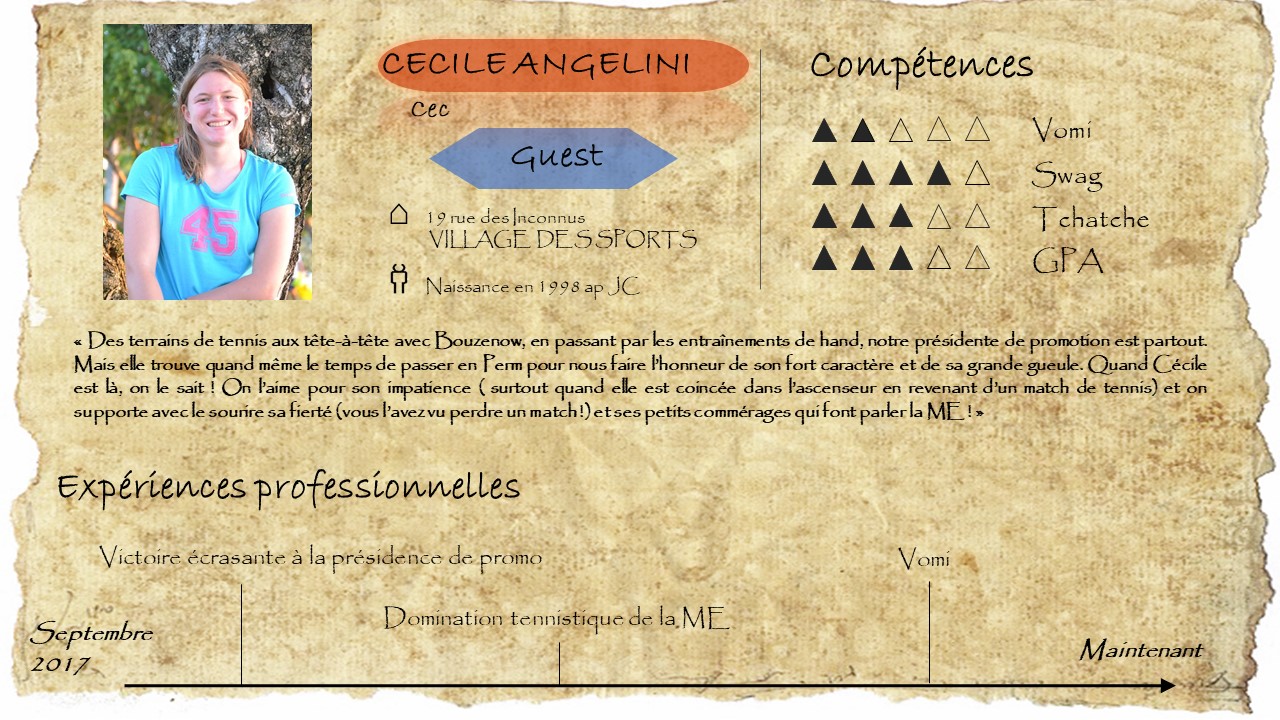 CECILE ANGELINI
Cec
Guest
19 rue des Inconnus
VILLAGE DES SPORTS
Naissance en 1998 ap JC
45
Compétences
Vomi
Swag
Tchatche
GPA
« Des terrains de tennis aux tête-à-tête avec Bouzenow, en passant par les entraînements de hand, notre présidente de promotion est partout.
Mais elle trouve quand même le temps de passer en Perm pour nous faire l'honneur de son fort caractère et de sa grande gueule. Quand Cécile
est là, on le sait ! On l'aime pour son impatience ( surtout quand elle est coincée dans l'ascenseur en revenant d'un match de tennis) et on
supporte avec le sourire sa fierté (vous l'avez vu perdre un match !) et ses petits commérages qui font parler la ME ! »
Expériences professionnelles
Victoire écrasante à la présidence de promo
Vomi
Domination tennistique de la ME
Septembre
2017
Maintenant